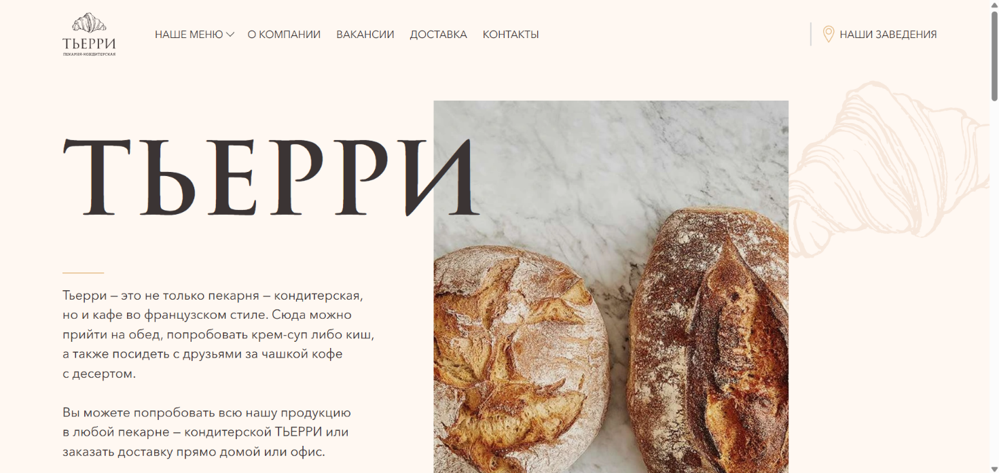 ТЬЕРРИ
ПЕКАРНЯ-КОНДИТЕРСКАЯ
НАШЕ МЕНЮ О КОМПАНИИ ВАКАНСИИ ДОСТАВКА КОНТАКТЫ НАШИ ЗАВЕДЕНИЯ
ТЬЕРРИ
Тьерри — это не только пекарня — кондитерская,
но и кафе во французском стиле. Сюда можно
прийти на обед, попробовать крем-суп либо киш,
а также посидеть с друзьями за чашкой кофе
с десертом.
Вы можете попробовать всю нашу продукцию
в любой пекарне — кондитерской ТЬЕРРИ или
заказать доставку прямо домой или офис.